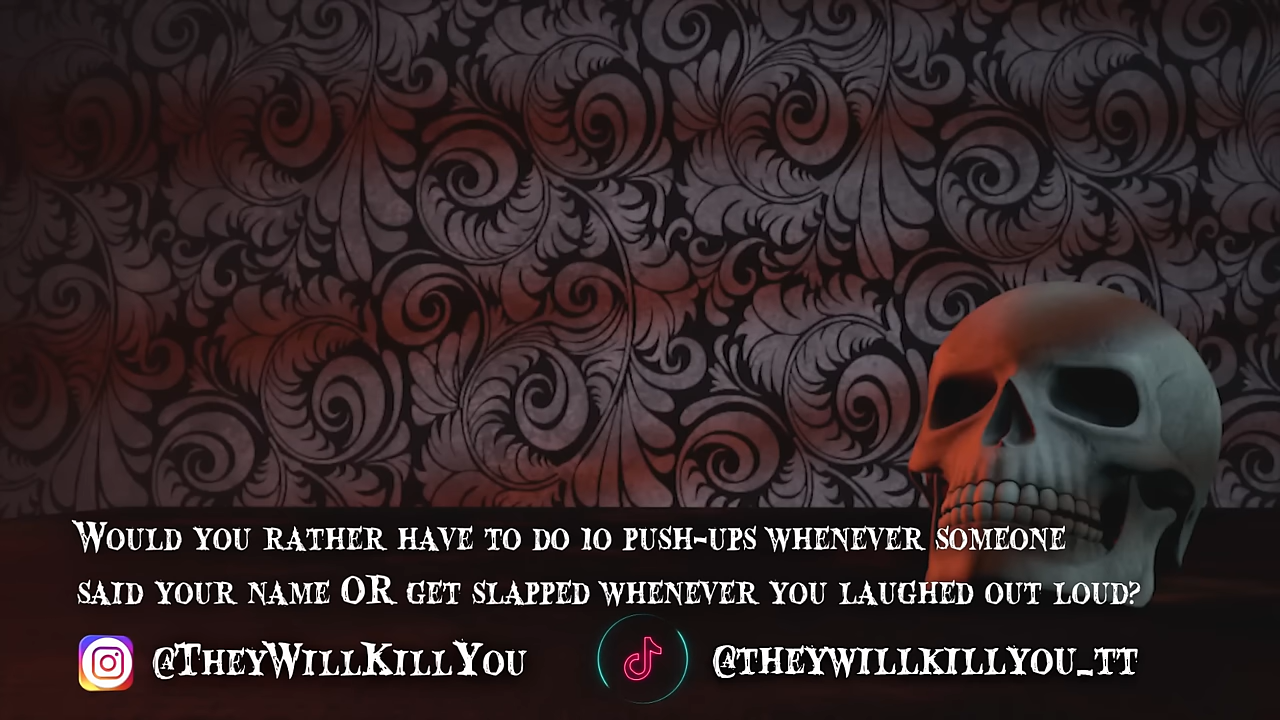 Would you rather have to do 10 push-ups whenever someone
said your name OR get slapped whenever you laughed out loud?
@TheyWillKillYou
@theywillkillyou_tt